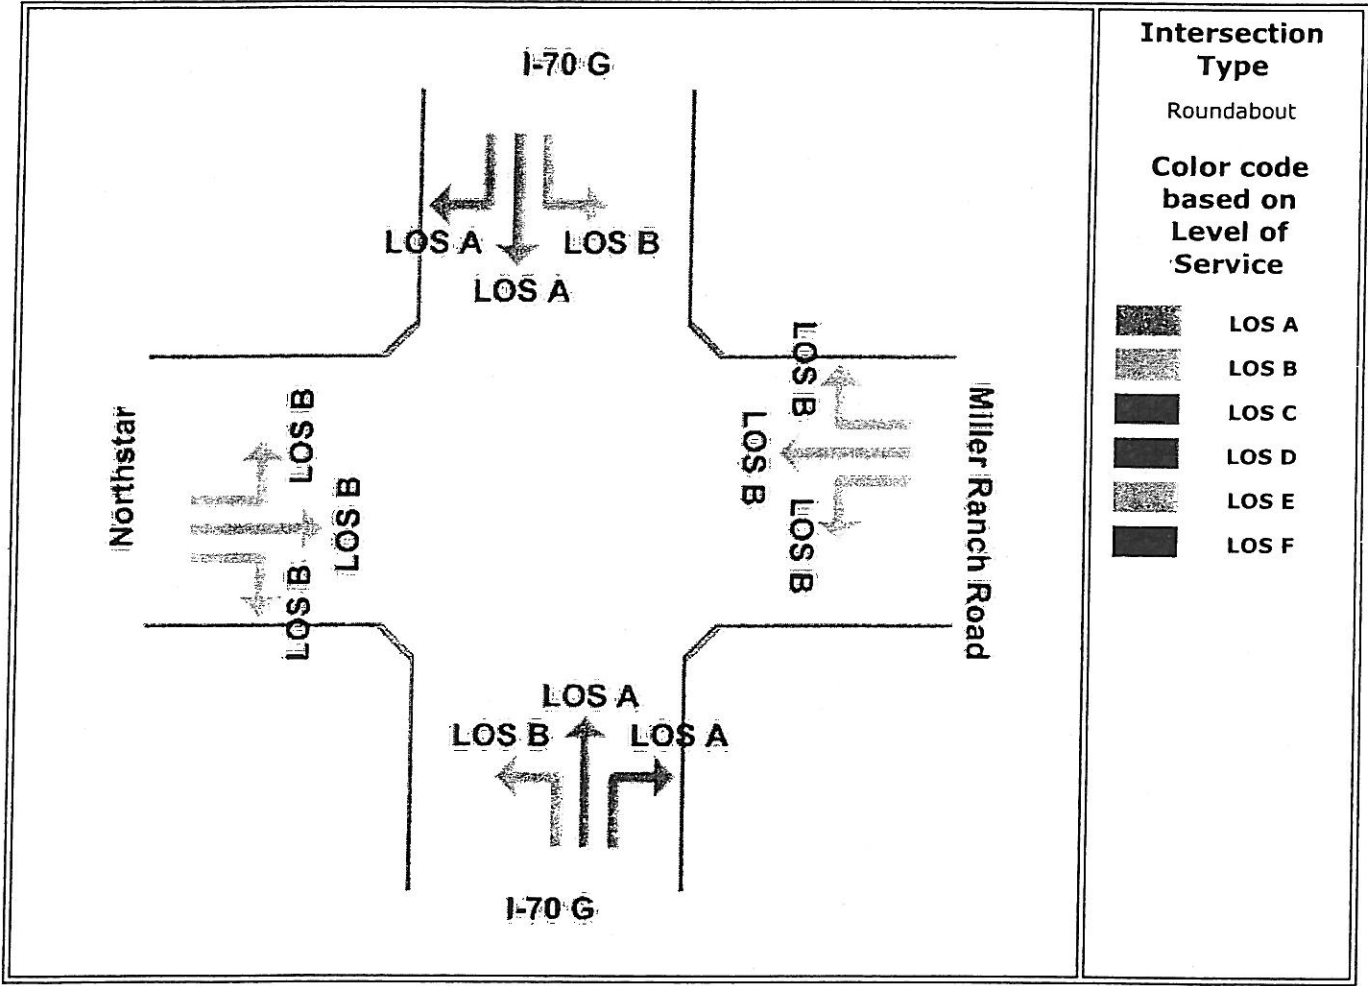 I-70 G
LOS A
LOS B
LOS A
LOS B
LOS B
LOS B
Miller Ranch Road
Northstar
LOS B
LOS B
LOS B
LOS A
LOS B
LOS A
I-70 G
Intersection
Type
Roundabout
Color code
based on
Level of
Service
LOS A
LOS B
LOS C
LOS D
LOS E
LOS F